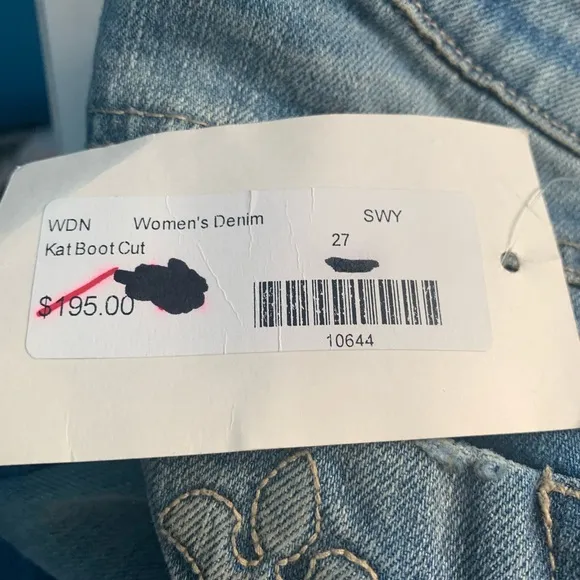 WDN Women's Denim SWY
Kat Boot Cut 27
$195.00
10644